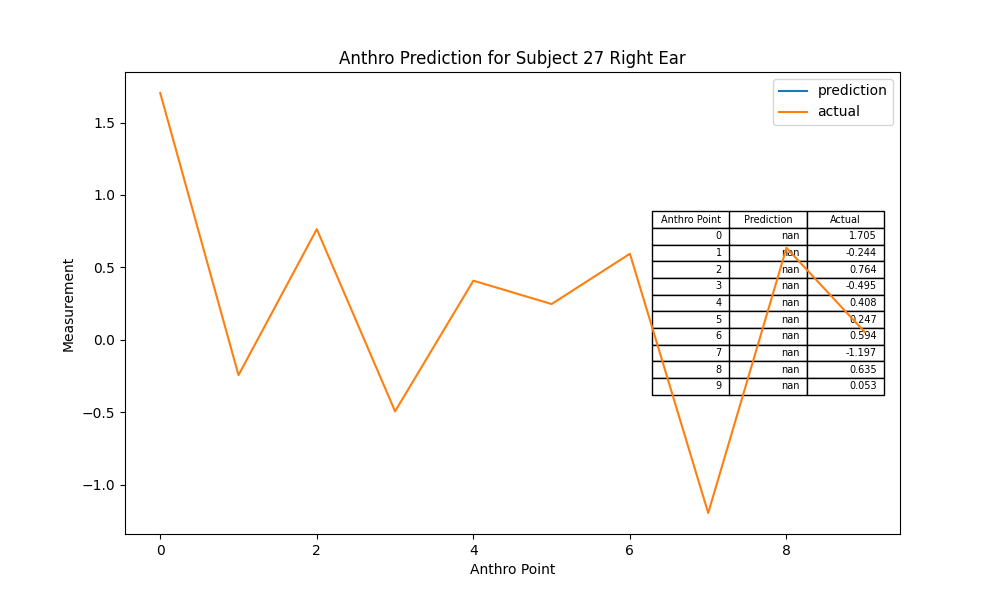 Anthro Prediction for Subject 27 Right Ear
prediction
actual
1.5
1.0
0.5
0.0
−0.5
−1.0
Measurement
Anthro Point Prediction Actual
0 nan 1.705
1 nan -0.244
2 nan 0.764
3 nan -0.495
4 nan 0.408
5 nan 0.247
6 nan 0.594
7 nan -1.197
8 nan 0.635
9 nan 0.053
0 2 4 6 8
Anthro Point